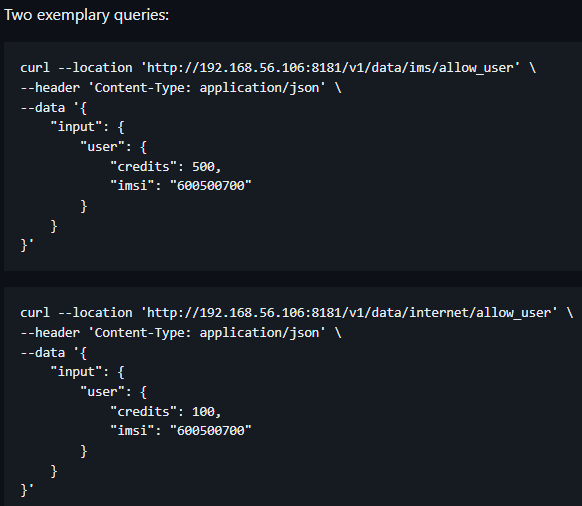 Two exemplary queries:
curl --location 'http://192.168.56.106:8181/v1/data/ims/allow_user' \
--header 'Content-Type: application/json' \
--data '{
    "input": {
        "user": {
            "credits": 500,
            "imsi": "600500700"
        }
    }
}'
curl --location 'http://192.168.56.106:8181/v1/data/internet/allow_user' \
--header 'Content-Type: application/json' \
--data '{
    "input": {
        "user": {
            "credits": 100,
            "imsi": "600500700"
        }
    }
}'